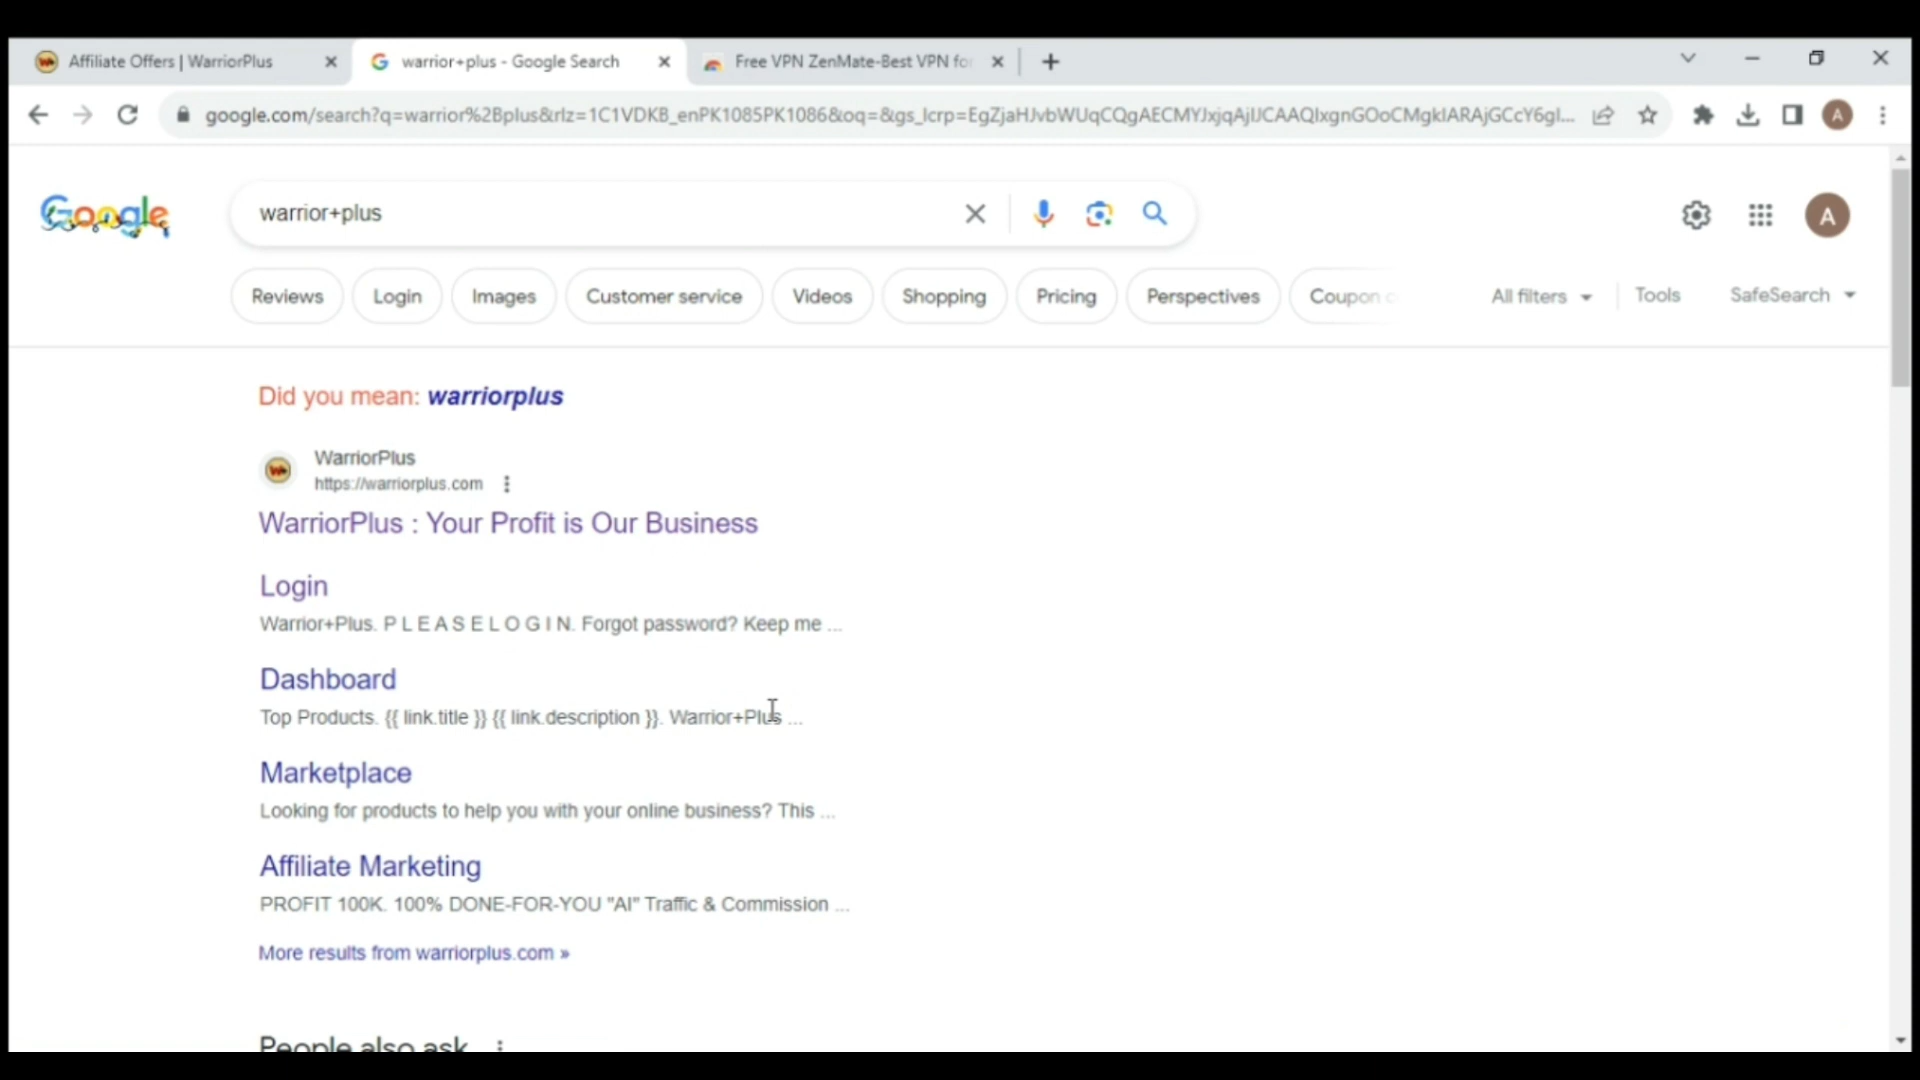 Affiliate Offers | WarriorPlus
warrior+plus - Google Search
Free VPN ZenMate-Best VPN for
google.com/search?q=warrior%2Bplus&rlz=1C1VDKB_enPK1085PK1086&oq=&gs_lcrp=
A
Google
warrior+plus
A
Reviews
Login
Images
Customer service
Videos
Shopping
Pricing
Perspectives
Coupon c
All filters
Tools
SafeSearch
Did you mean: warriorplus
WarriorPlus
https://warriorplus.com
WarriorPlus : Your Profit is Our Business
Login
Warrior+Plus. P L E A S E L O G I N. Forgot password? Keep me ...
Dashboard
Top Products. {{ link.title }} {{ link.description }}. Warrior+Plus ...
Marketplace
Looking for products to help you with your online business? This ...
Affiliate Marketing
PROFIT 100K. 100% DONE-FOR-YOU "AI" Traffic & Commission ...
More results from warriorplus.com »
People also ask